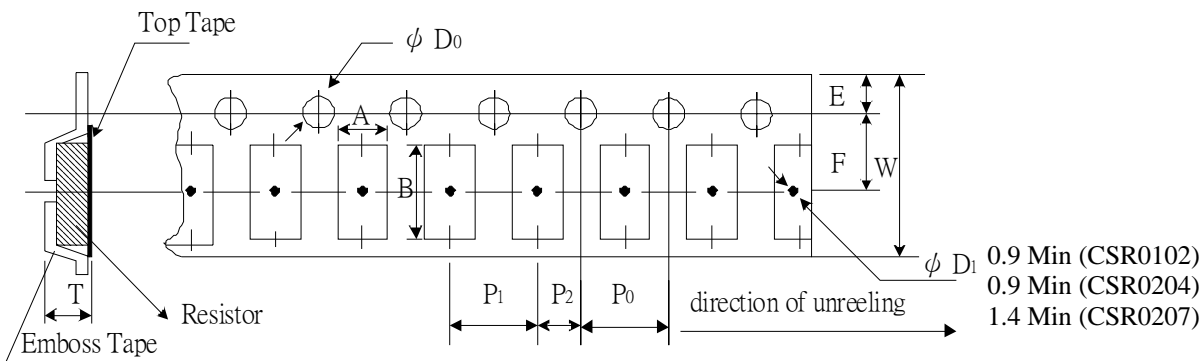 Top Tape
ϕ D0
E
A
F
W
B
ϕ D1
0.9 Min (CSR0102)
0.9 Min (CSR0204)
1.4 Min (CSR0207)
T
P1
P2
P0
direction of unreeling
Resistor
Emboss Tape